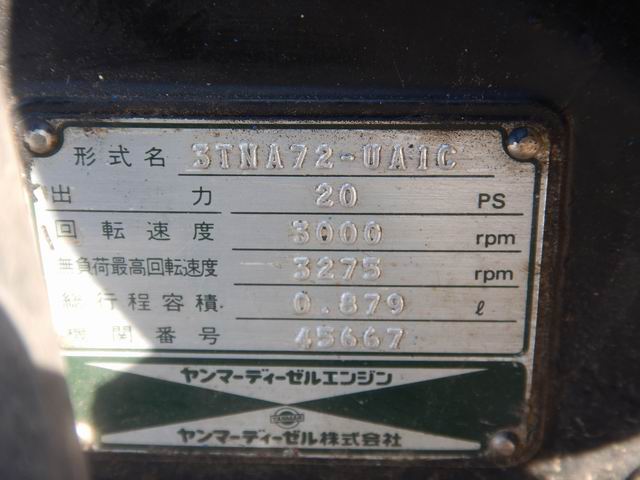 形式名 3TNA72-UA1C
出力 20 PS
回転速度 3000 rpm
無負荷最高回転速度 3275 rpm
総行程容積 0.879 ℓ
機関番号 45667
ヤンマーディーゼルエンジン
YANMAR
ヤンマーディーゼル株式会社